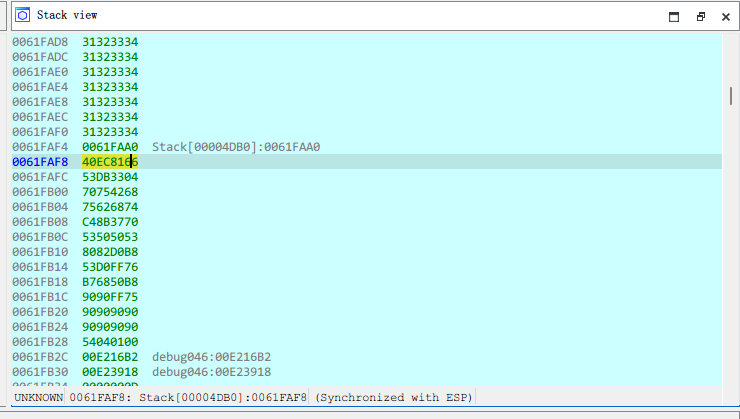 Stack view
0061FAD8 31323334
0061FADC 31323334
0061FAE0 31323334
0061FAE4 31323334
0061FAE8 31323334
0061FAEC 31323334
0061FAF0 31323334
0061FAF4 0061FAA0 Stack[00004DB0]:0061FAA0
0061FAF8 40EC8166
0061FAFC 53DB3304
0061FB00 70754268
0061FB04 75626874
0061FB08 C48B3770
0061FB0C 53505053
0061FB10 8082D0B8
0061FB14 53D0FF76
0061FB18 B76850B8
0061FB1C 9090FF75
0061FB20 90909090
0061FB24 90909090
0061FB28 54040100
0061FB2C 00E216B2 debug046:00E216B2
0061FB30 00E23918 debug046:00E23918
UNKNOWN 0061FAF8: Stack[00004DB0]:0061FAF8 (Synchronized with ESP)